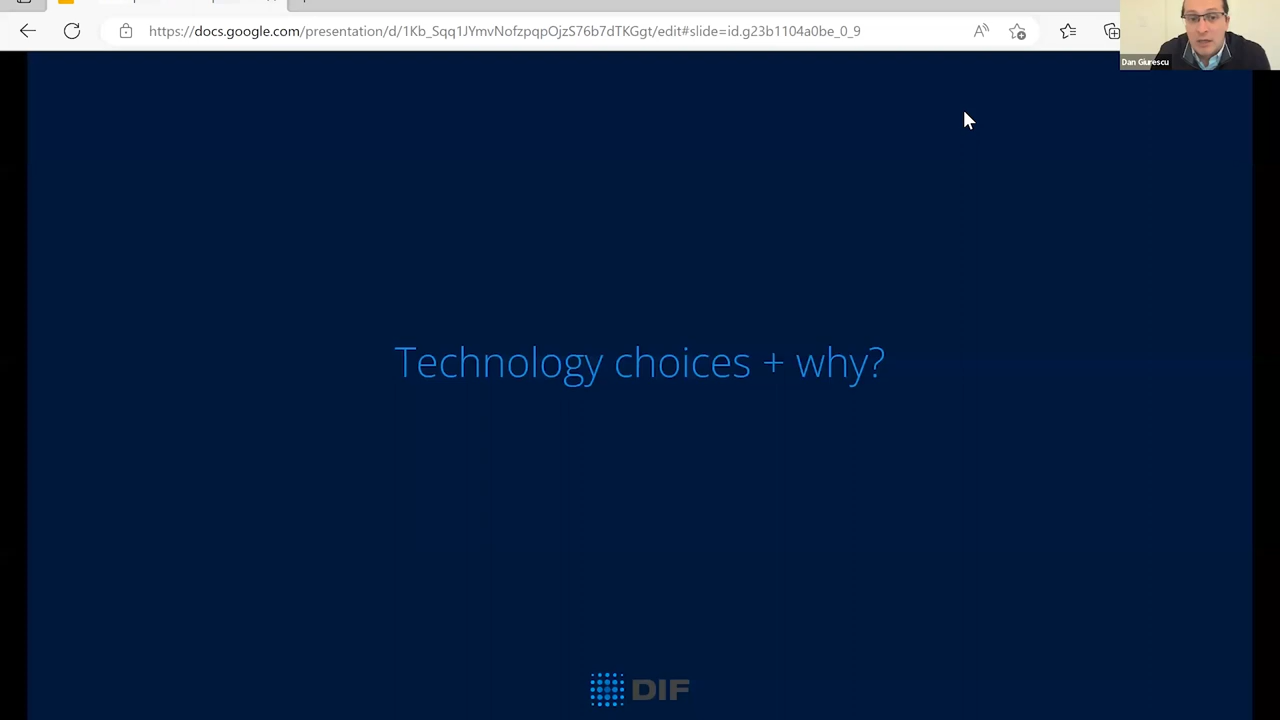 https://docs.google.com/presentation/d/1Kb_Sqq1JYmvNofzpqpOjzS76b7dTKGgt/edit#slide=id.g23b1104a0be_0_9
Dan Giurescu
Technology choices + why?
DIF